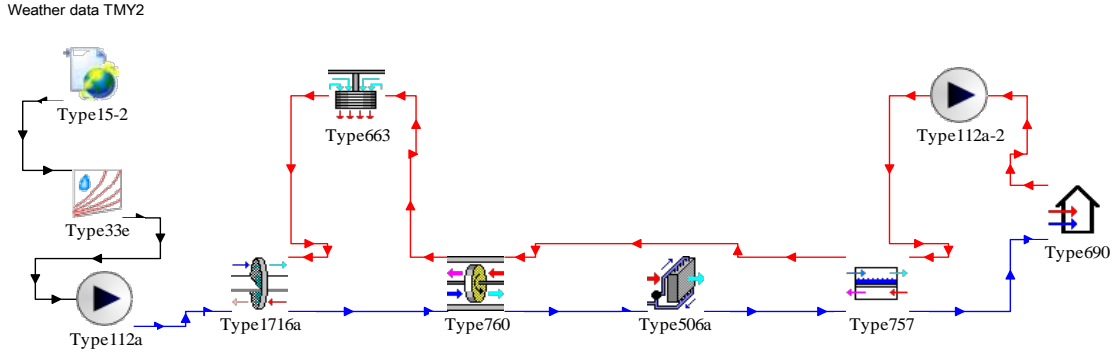 Weather data TMY2
Type15-2
Type663
Type112a-2
Type33e
Type690
Type112a
Type1716a
Type760
Type506a
Type757